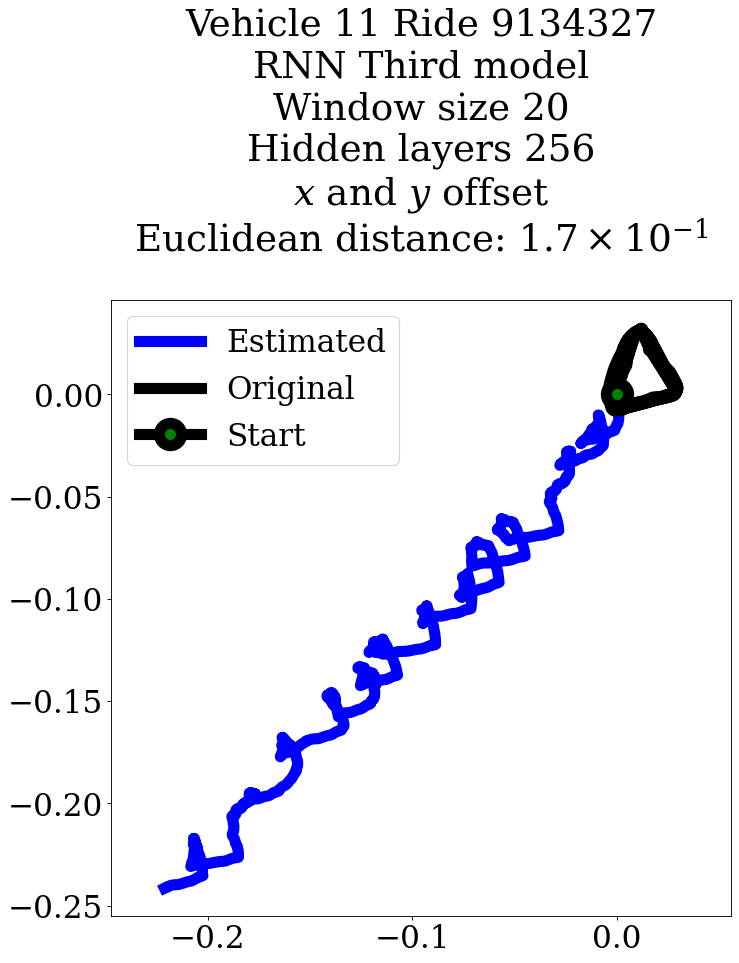 Vehicle 11 Ride 9134327
RNN Third model
Window size 20
Hidden layers 256
x and y offset
Euclidean distance: 1.7 × 10⁻¹
Estimated
Original
Start
0.00
−0.05
−0.10
−0.15
−0.20
−0.25
−0.2
−0.1
0.0